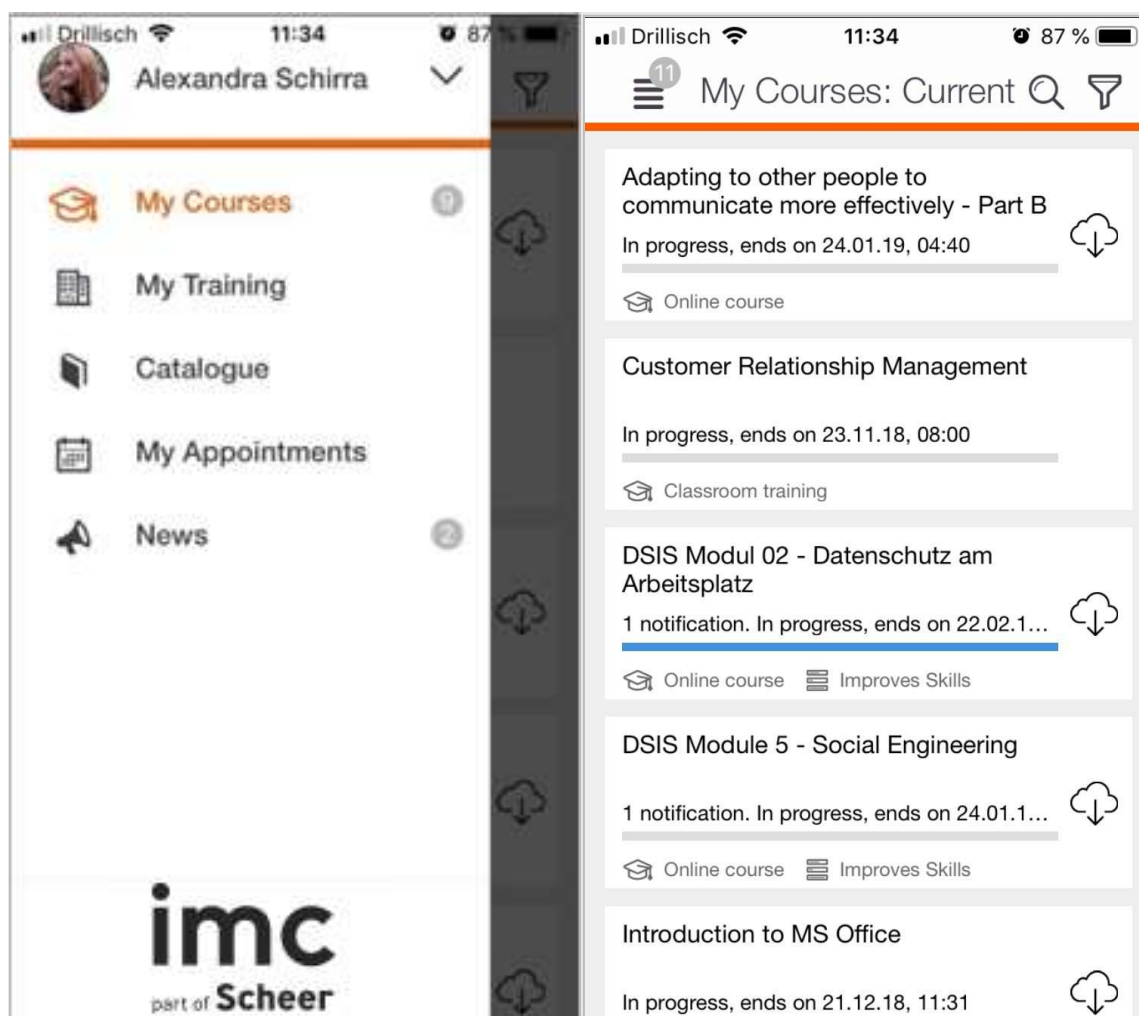 Drillisch 11:34 87 %
Alexandra Schirra
My Courses 9
My Training
Catalogue
My Appointments
News 2
imc
part of Scheer
Drillisch 11:34 87 %
11
My Courses: Current
Adapting to other people to
communicate more effectively - Part B
In progress, ends on 24.01.19, 04:40
Online course
Customer Relationship Management
In progress, ends on 23.11.18, 08:00
Classroom training
DSIS Modul 02 - Datenschutz am
Arbeitsplatz
1 notification. In progress, ends on 22.02.1...
Online course Improves Skills
DSIS Module 5 - Social Engineering
1 notification. In progress, ends on 24.01.1...
Online course Improves Skills
Introduction to MS Office
In progress, ends on 21.12.18, 11:31